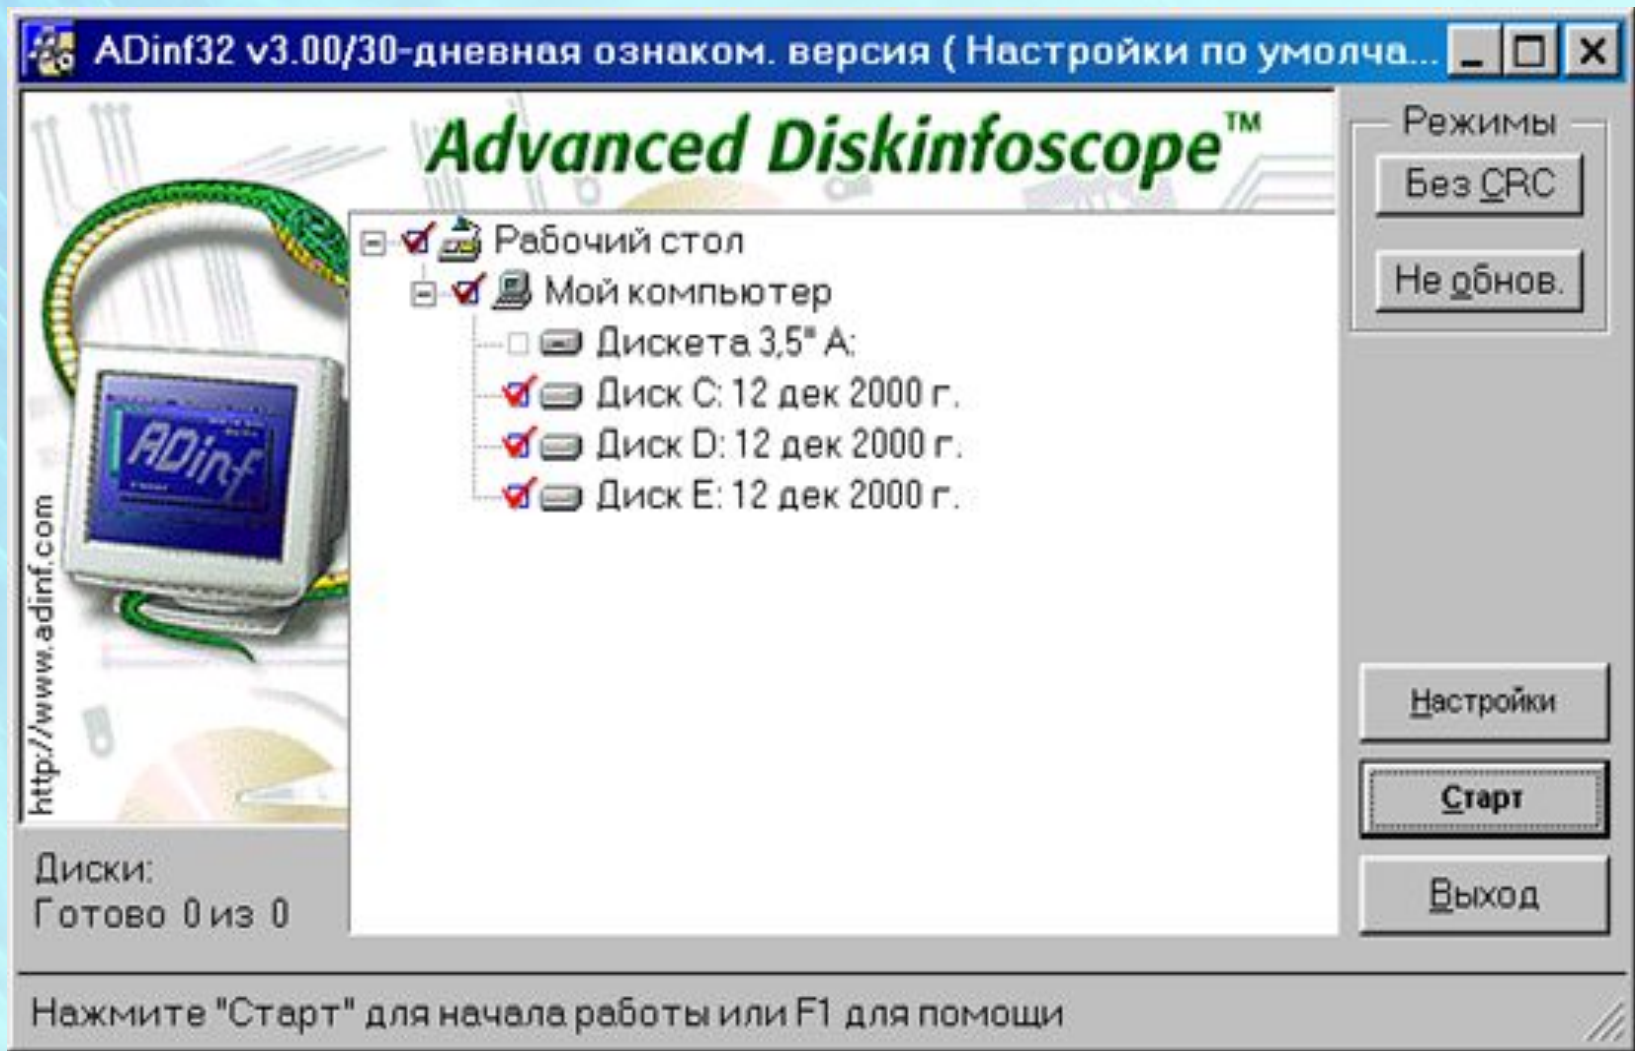 ADinf32 v3.00/30-дневная ознаком. версия ( Настройки по умолча...
Advanced Diskinfoscope™
http://www.adinf.com
ADinf
Рабочий стол
Мой компьютер
Дискета 3,5" A:
Диск C: 12 дек 2000 г.
Диск D: 12 дек 2000 г.
Диск E: 12 дек 2000 г.
Режимы
Без CRC
Не обнов.
Настройки
Старт
Выход
Диски:
Готово 0 из 0
Нажмите "Старт" для начала работы или F1 для помощи